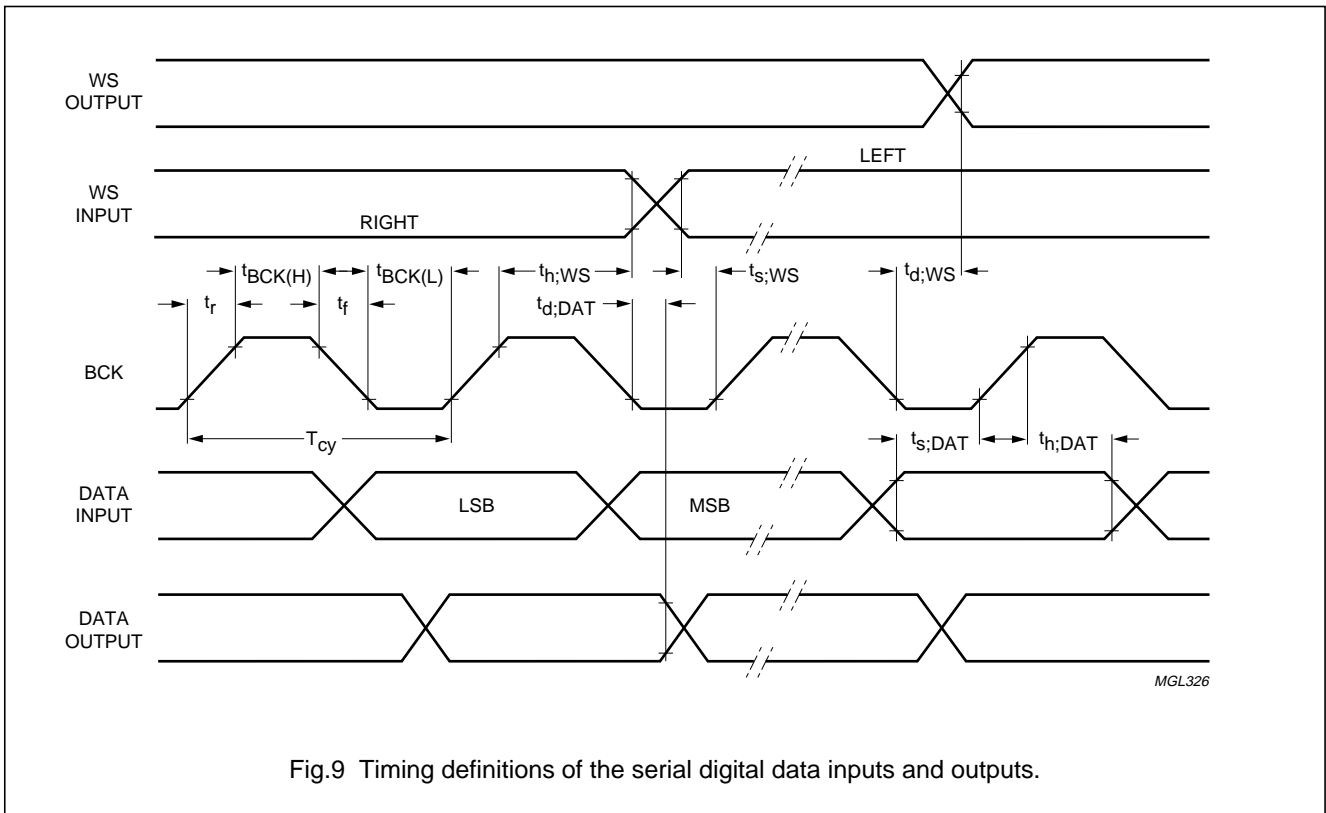 WS
OUTPUT
LEFT
WS
INPUT
RIGHT
tBCK(H)
tBCK(L)
th;WS
ts;WS
td;WS
tr
tf
td;DAT
BCK
Tcy
ts;DAT
th;DAT
DATA
INPUT
LSB
MSB
DATA
OUTPUT
MGL326
Fig.9 Timing definitions of the serial digital data inputs and outputs.